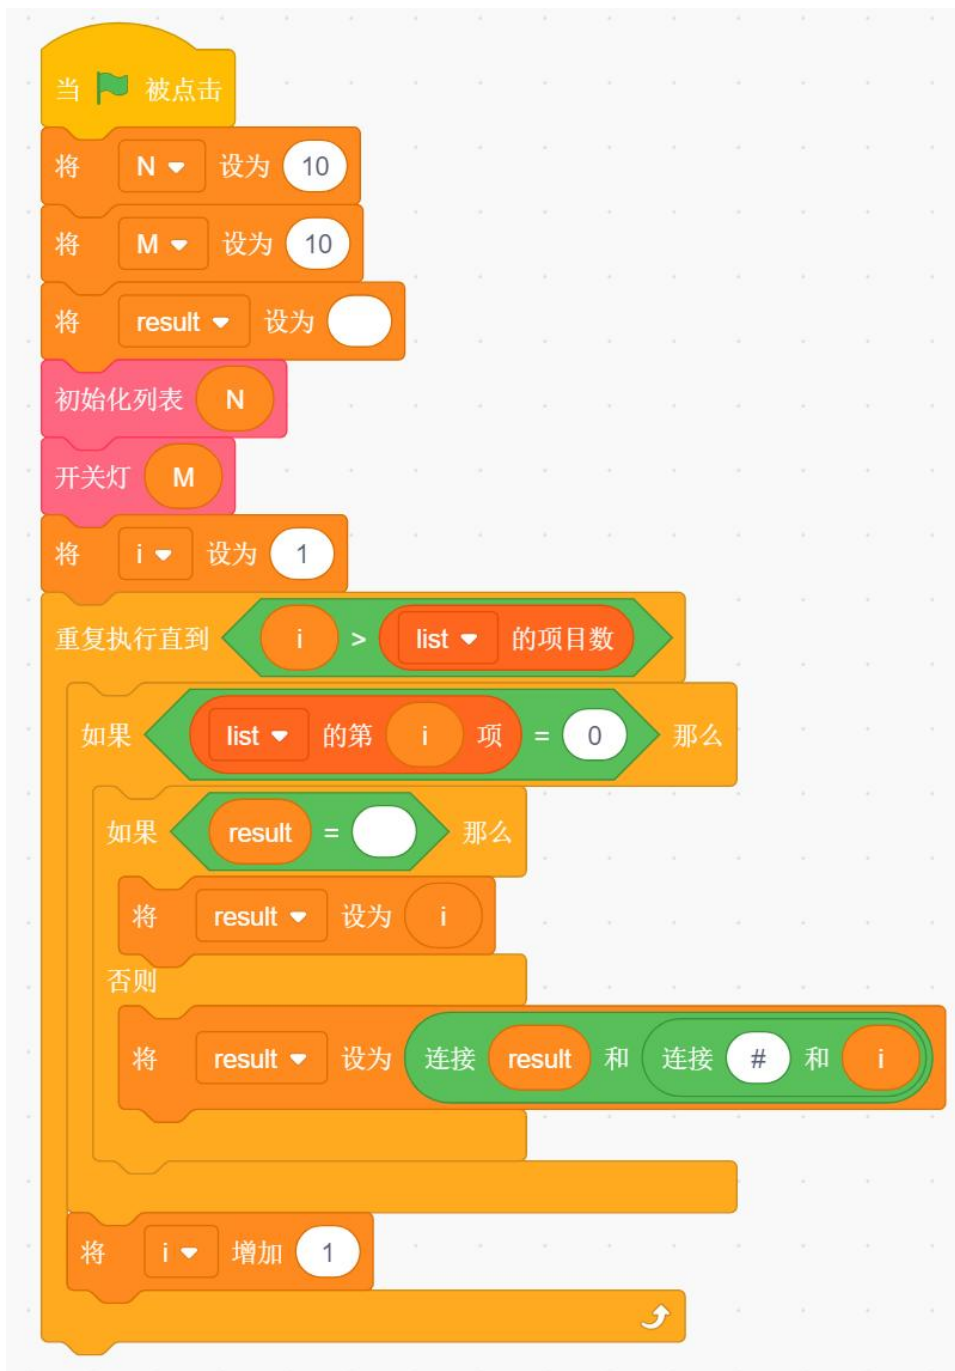 当 被点击
将 N 设为 10
将 M 设为 10
将 result 设为
初始化列表 N
开关灯 M
将 i 设为 1
重复执行直到 i > list 的项目数
如果 list 的第 i 项 = 0 那么
如果 result = 那么
将 result 设为 i
否则
将 result 设为 连接 result 和 连接 # 和 i
将 i 增加 1